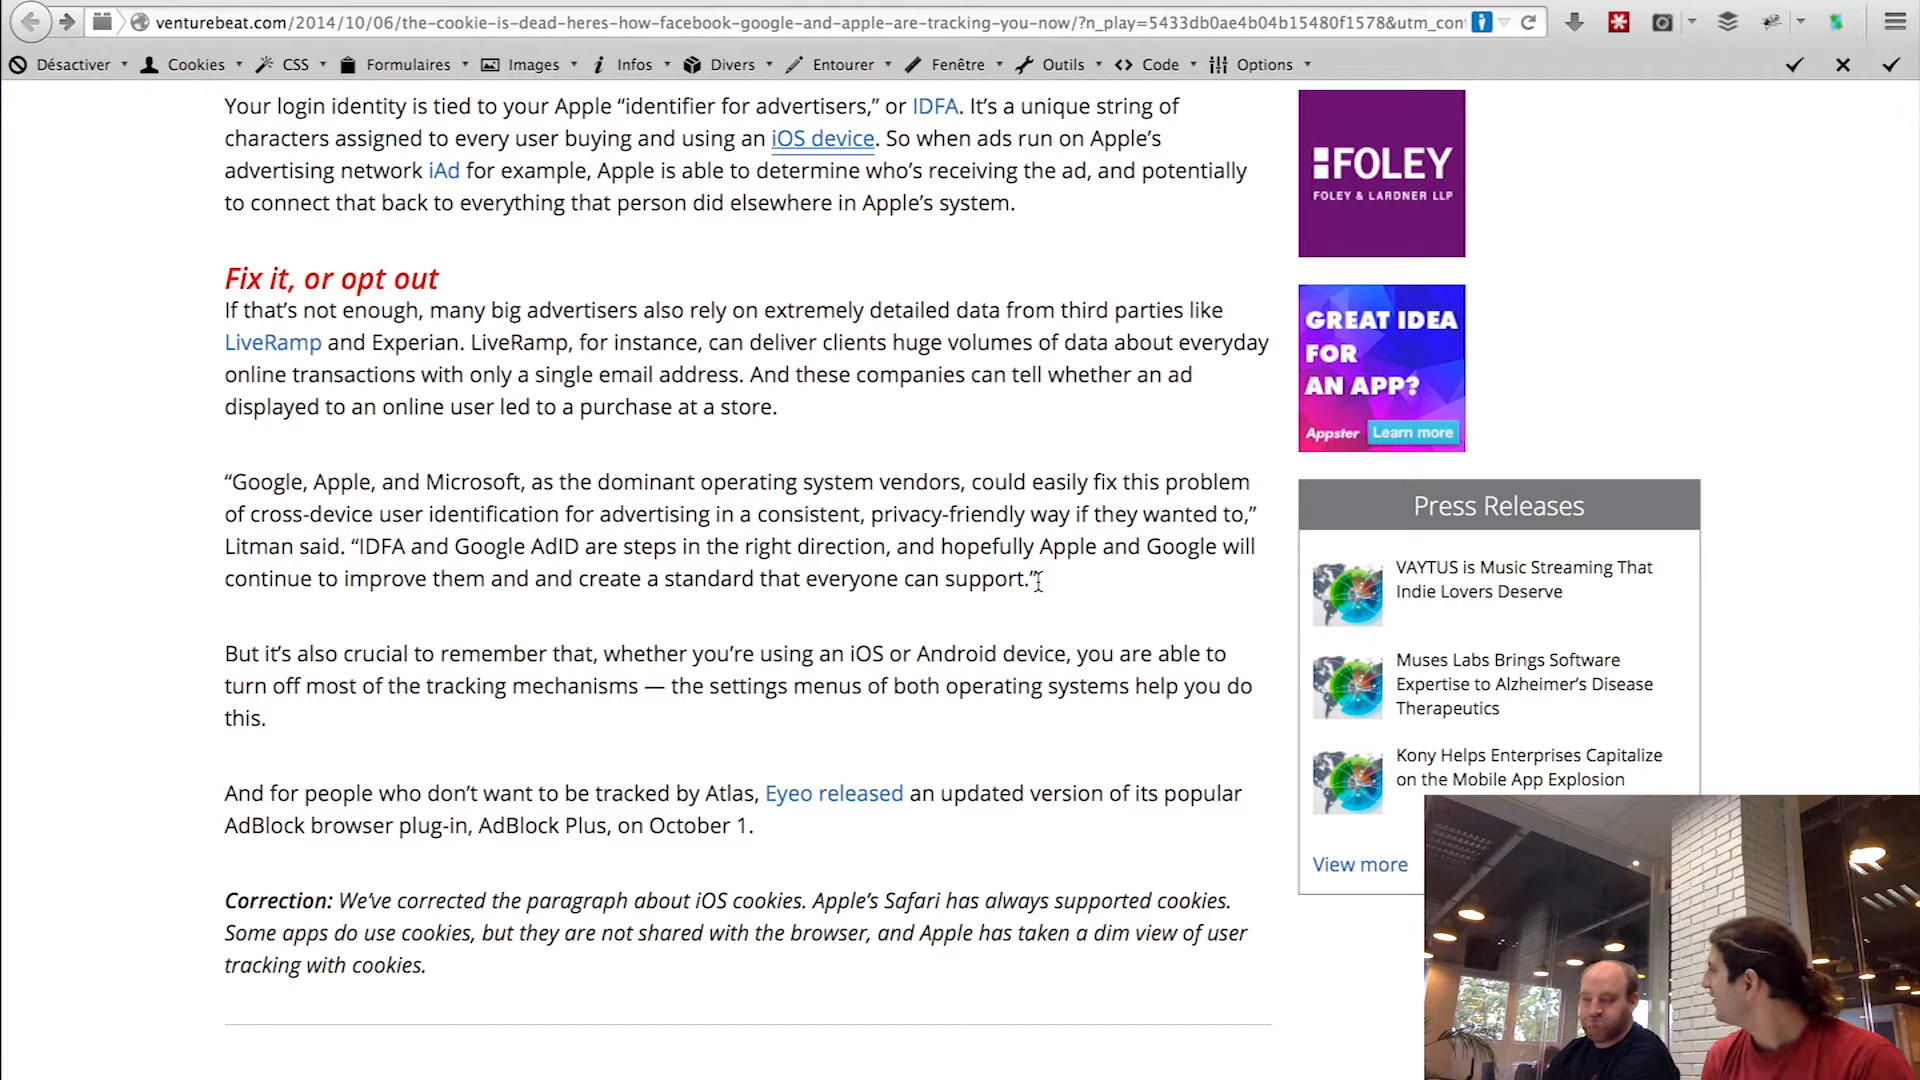 venturebeat.com/2014/10/06/the-cookie-is-dead-heres-how-facebook-google-and-apple-are-tracking-you-now/?n_play=5433db0ae4b04b15480f1578&utm_con
Désactiver Cookies CSS Formulaires Images Infos Divers Entourer Fenêtre Outils Code Options
Your login identity is tied to your Apple “identifier for advertisers,” or IDFA. It’s a unique string of
characters assigned to every user buying and using an iOS device. So when ads run on Apple’s
advertising network iAd for example, Apple is able to determine who’s receiving the ad, and potentially
to connect that back to everything that person did elsewhere in Apple’s system.
Fix it, or opt out
If that’s not enough, many big advertisers also rely on extremely detailed data from third parties like
LiveRamp and Experian. LiveRamp, for instance, can deliver clients huge volumes of data about everyday
online transactions with only a single email address. And these companies can tell whether an ad
displayed to an online user led to a purchase at a store.
“Google, Apple, and Microsoft, as the dominant operating system vendors, could easily fix this problem
of cross-device user identification for advertising in a consistent, privacy-friendly way if they wanted to,”
Litman said. “IDFA and Google AdID are steps in the right direction, and hopefully Apple and Google will
continue to improve them and and create a standard that everyone can support.”
But it’s also crucial to remember that, whether you’re using an iOS or Android device, you are able to
turn off most of the tracking mechanisms — the settings menus of both operating systems help you do
this.
And for people who don’t want to be tracked by Atlas, Eyeo released an updated version of its popular
AdBlock browser plug-in, AdBlock Plus, on October 1.
Correction: We’ve corrected the paragraph about iOS cookies. Apple’s Safari has always supported cookies.
Some apps do use cookies, but they are not shared with the browser, and Apple has taken a dim view of user
tracking with cookies.
FOLEY
FOLEY & LARDNER LLP
GREAT IDEA
FOR
AN APP?
Appster Learn more
Press Releases
VAYTUS is Music Streaming That
Indie Lovers Deserve
Muses Labs Brings Software
Expertise to Alzheimer’s Disease
Therapeutics
Kony Helps Enterprises Capitalize
on the Mobile App Explosion
View more